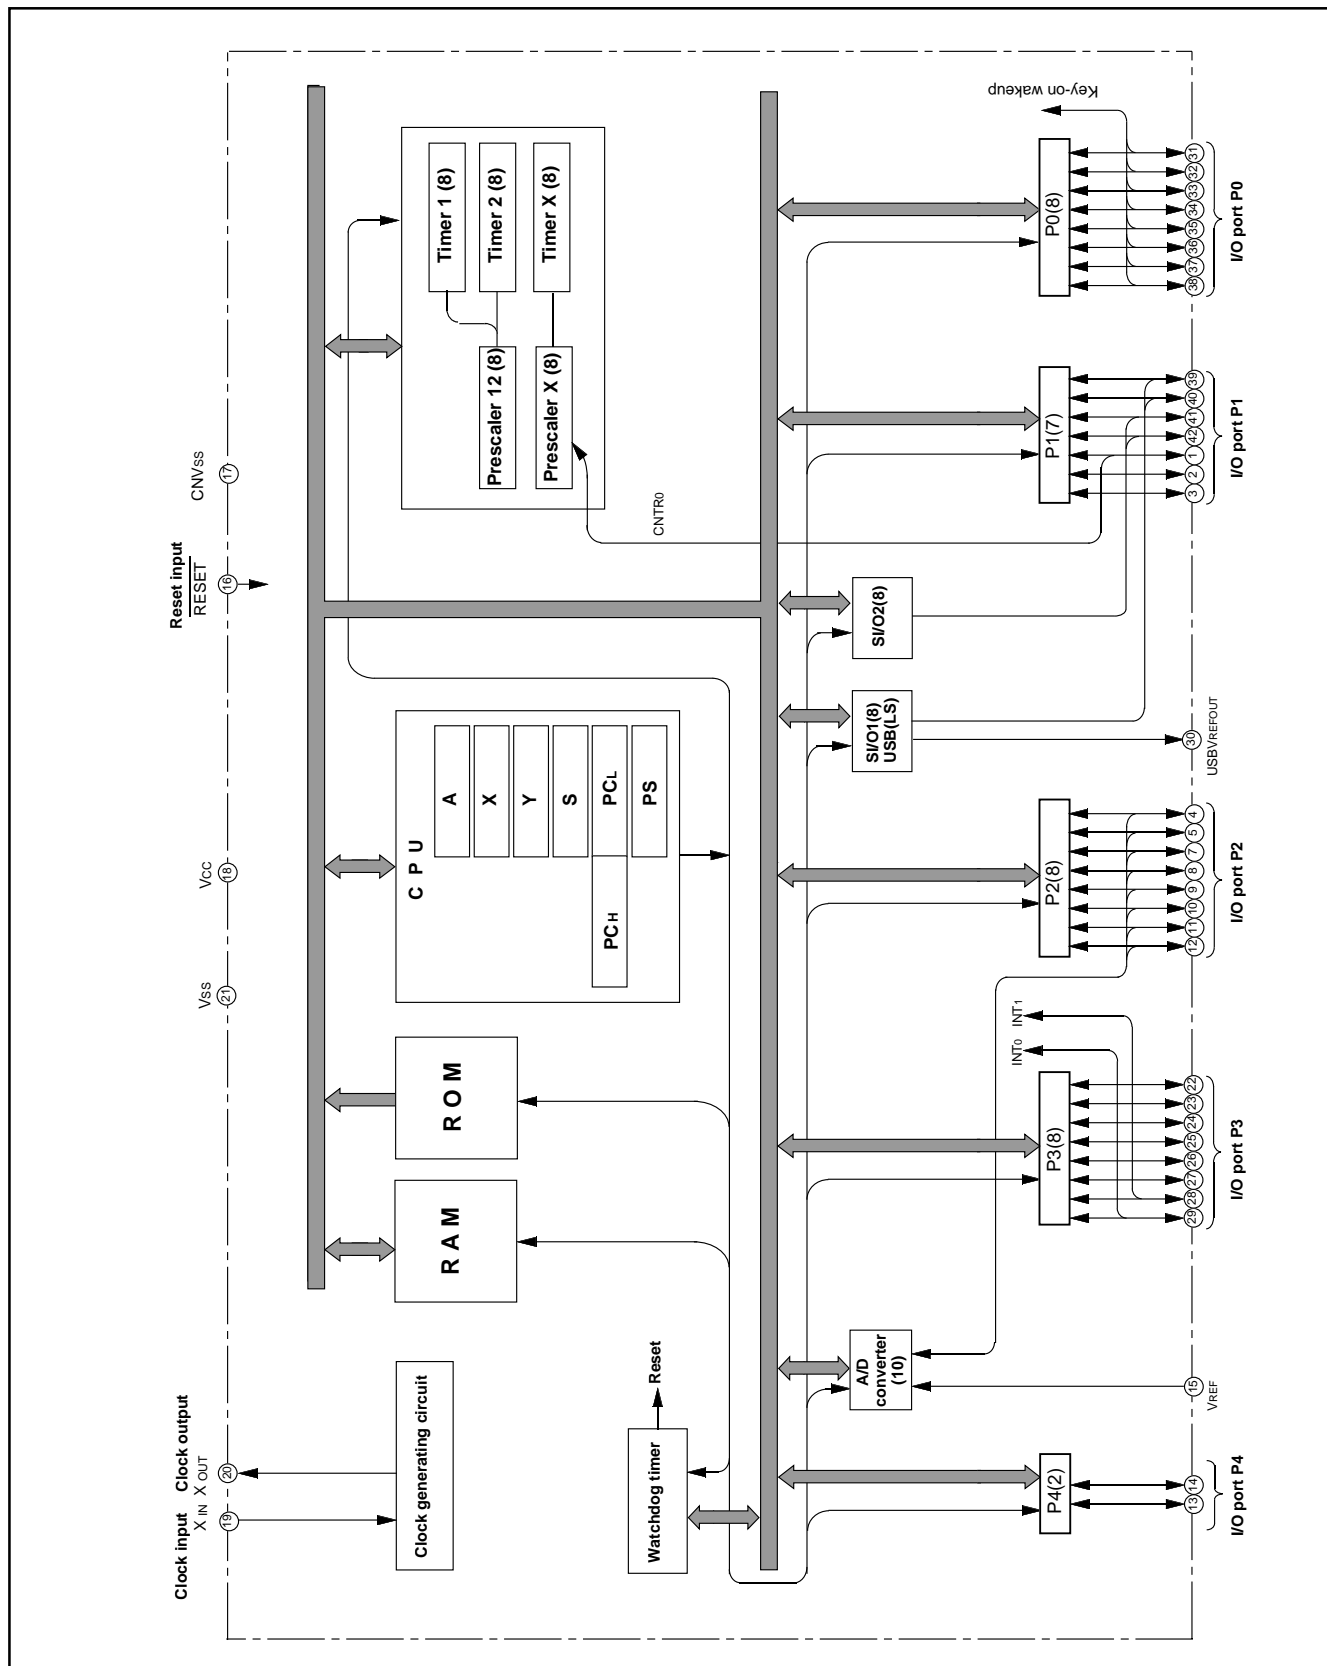 Clock input
X IN
19
Clock output
X OUT
20
VSS
21
VCC
18
Reset input
RESET
16
CNVSS
17
Clock generating circuit
RAM
ROM
CPU
A
X
Y
S
PCH
PCL
PS
Timer 1 (8)
Timer 2 (8)
Timer X (8)
Prescaler 12 (8)
Prescaler X (8)
CNTR0
Watchdog timer
Reset
A/D
converter
(10)
SI/O1(8)
USB(LS)
SI/O2(8)
INT0
INT1
Key-on wakeup
P4(2)
P3(8)
P2(8)
P1(7)
P0(8)
13
14
I/O port P4
15
VREF
29
28
27
26
25
24
23
22
I/O port P3
12
11
10
9
8
7
5
4
I/O port P2
30
USBVREFOUT
3
2
1
42
41
40
39
I/O port P1
38
37
36
35
34
33
32
31
I/O port P0